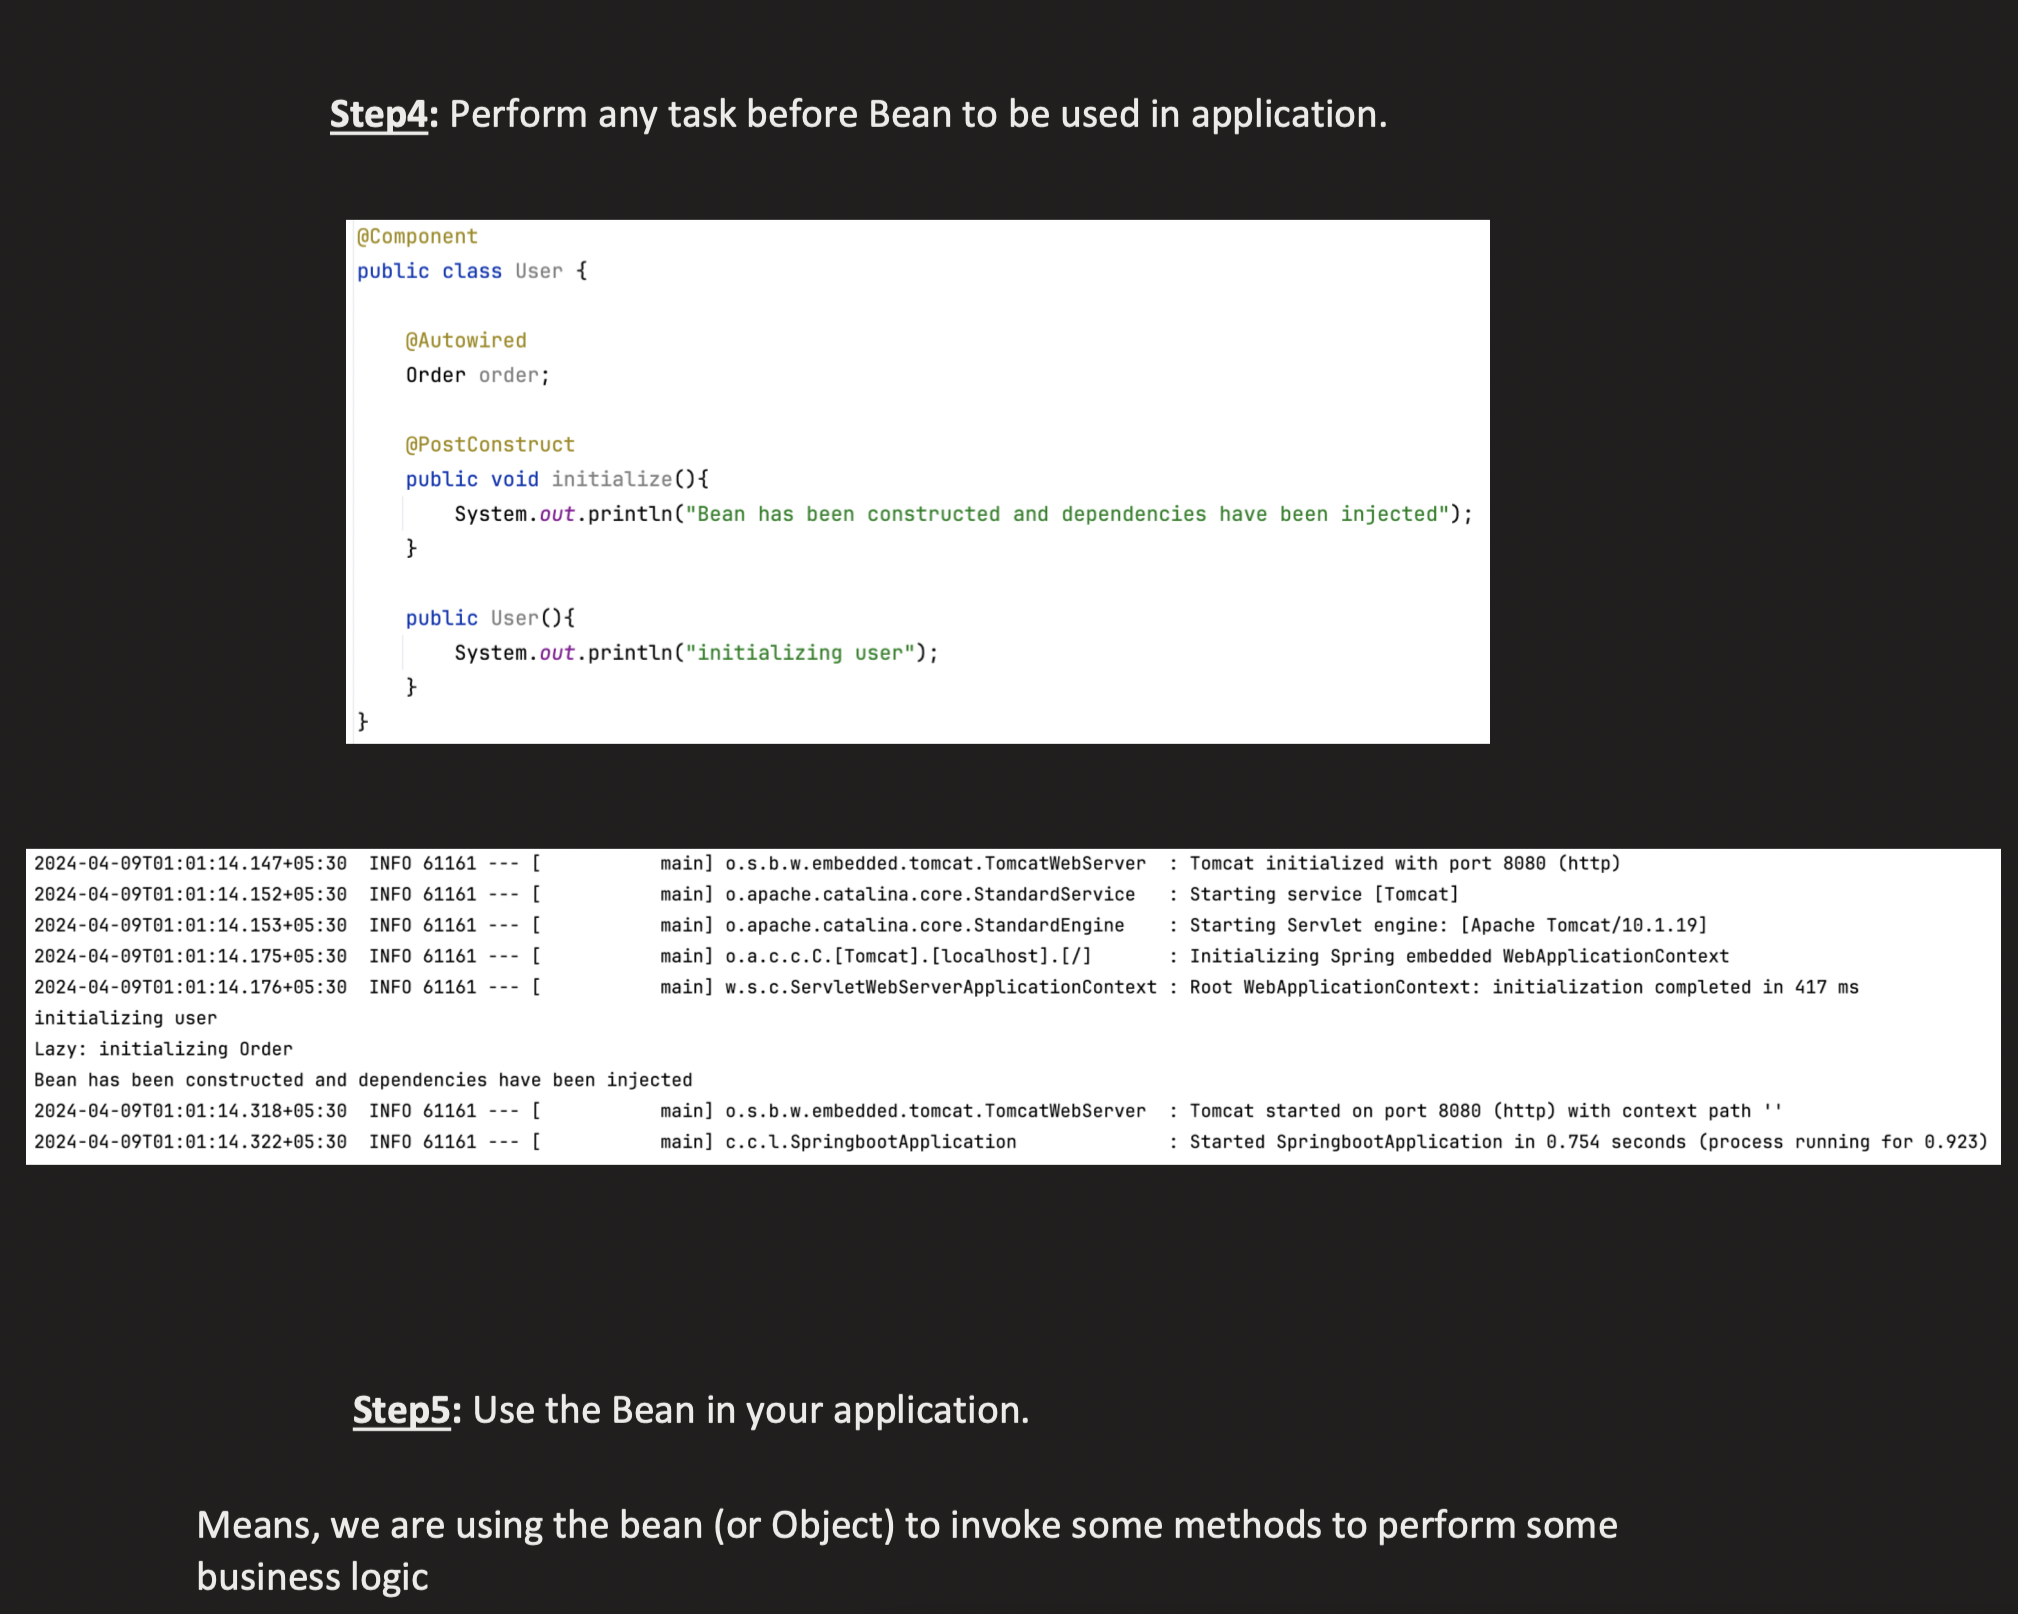 Step4: Perform any task before Bean to be used in application.
@Component
public class User {
@Autowired
Order order;
@PostConstruct
public void initialize(){
System.out.println("Bean has been constructed and dependencies have been injected");
}
public User(){
System.out.println("initializing user");
}
}
2024-04-09T01:01:14.147+05:30  INFO 61161 --- [           main] o.s.b.w.embedded.tomcat.TomcatWebServer  : Tomcat initialized with port 8080 (http)
2024-04-09T01:01:14.152+05:30  INFO 61161 --- [           main] o.apache.catalina.core.StandardService   : Starting service [Tomcat]
2024-04-09T01:01:14.153+05:30  INFO 61161 --- [           main] o.apache.catalina.core.StandardEngine    : Starting Servlet engine: [Apache Tomcat/10.1.19]
2024-04-09T01:01:14.175+05:30  INFO 61161 --- [           main] o.a.c.c.C.[Tomcat].[localhost].[/]       : Initializing Spring embedded WebApplicationContext
2024-04-09T01:01:14.176+05:30  INFO 61161 --- [           main] w.s.c.ServletWebServerApplicationContext : Root WebApplicationContext: initialization completed in 417 ms
initializing user
Lazy: initializing Order
Bean has been constructed and dependencies have been injected
2024-04-09T01:01:14.318+05:30  INFO 61161 --- [           main] o.s.b.w.embedded.tomcat.TomcatWebServer  : Tomcat started on port 8080 (http) with context path ''
2024-04-09T01:01:14.322+05:30  INFO 61161 --- [           main] c.c.l.SpringbootApplication              : Started SpringbootApplication in 0.754 seconds (process running for 0.923)
Step5: Use the Bean in your application.
Means, we are using the bean (or Object) to invoke some methods to perform some
business logic